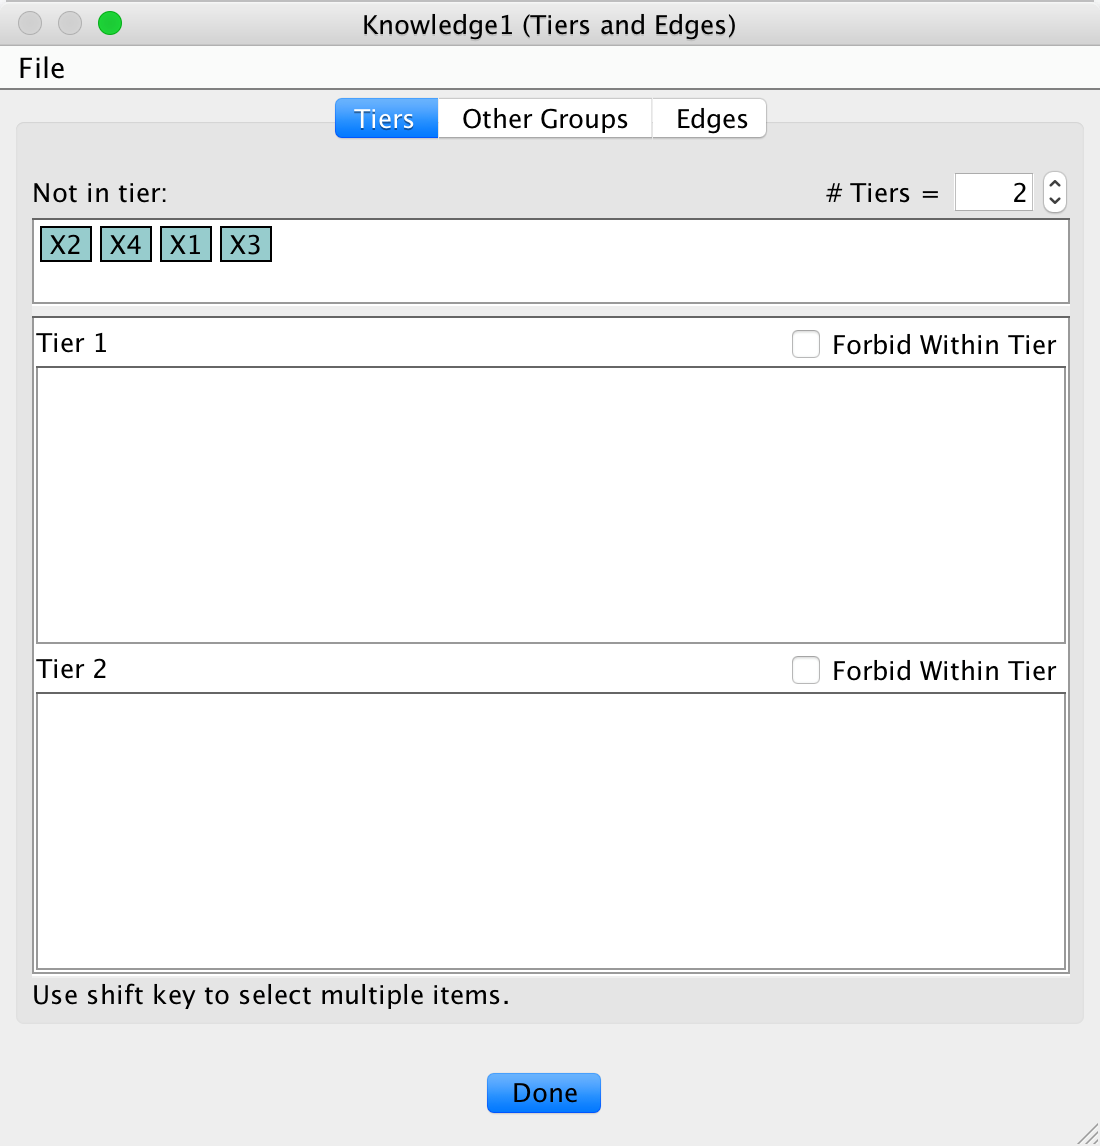 Knowledge1 (Tiers and Edges)
File
Tiers Other Groups Edges
Not in tier: # Tiers = 2
X2 X4 X1 X3
Tier 1 Forbid Within Tier
Tier 2 Forbid Within Tier
Use shift key to select multiple items.
Done